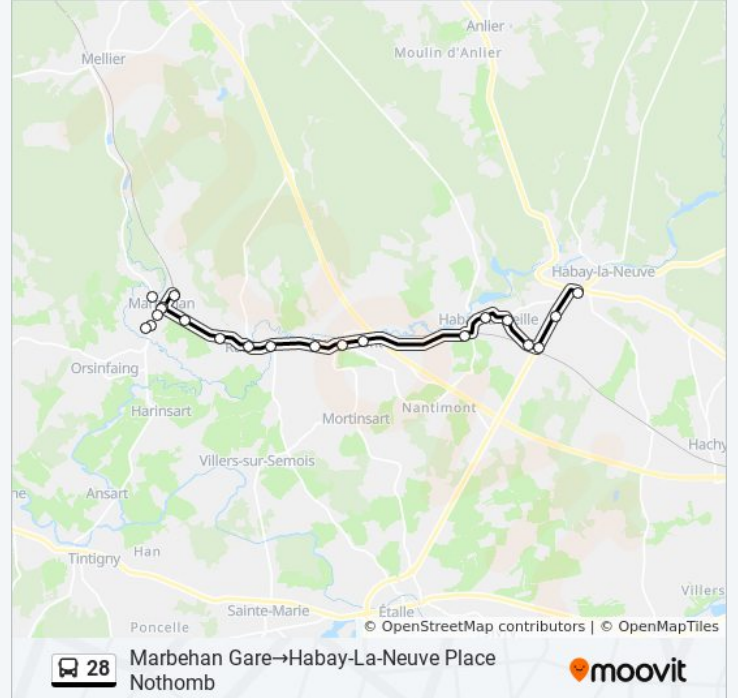 Anlier
Moulin d'Anlier
Mellier
Habay-la-Neuve
Orsinfaing
Harinsart
Nantimont
Mortinsart
Hachy
Villers-sur-Semois
Ansart
Han
Tintigny
Villers
Sainte-Marie
Étalle
Poncelle
© OpenStreetMap contributors | © OpenMapTiles
28
Marbehan Gare→Habay-La-Neuve Place
Nothomb
moovit